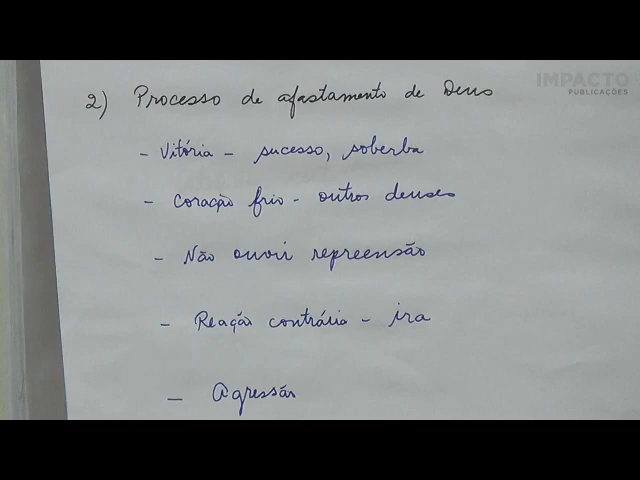 IMPACTO
PUBLICAÇÕES
2) Processo de afastamento de Deus
- Vitória - sucesso, soberba
- Coração frio - outros deuses
- Não ouvir repreensão
- Reação contrária - ira
- Agressão